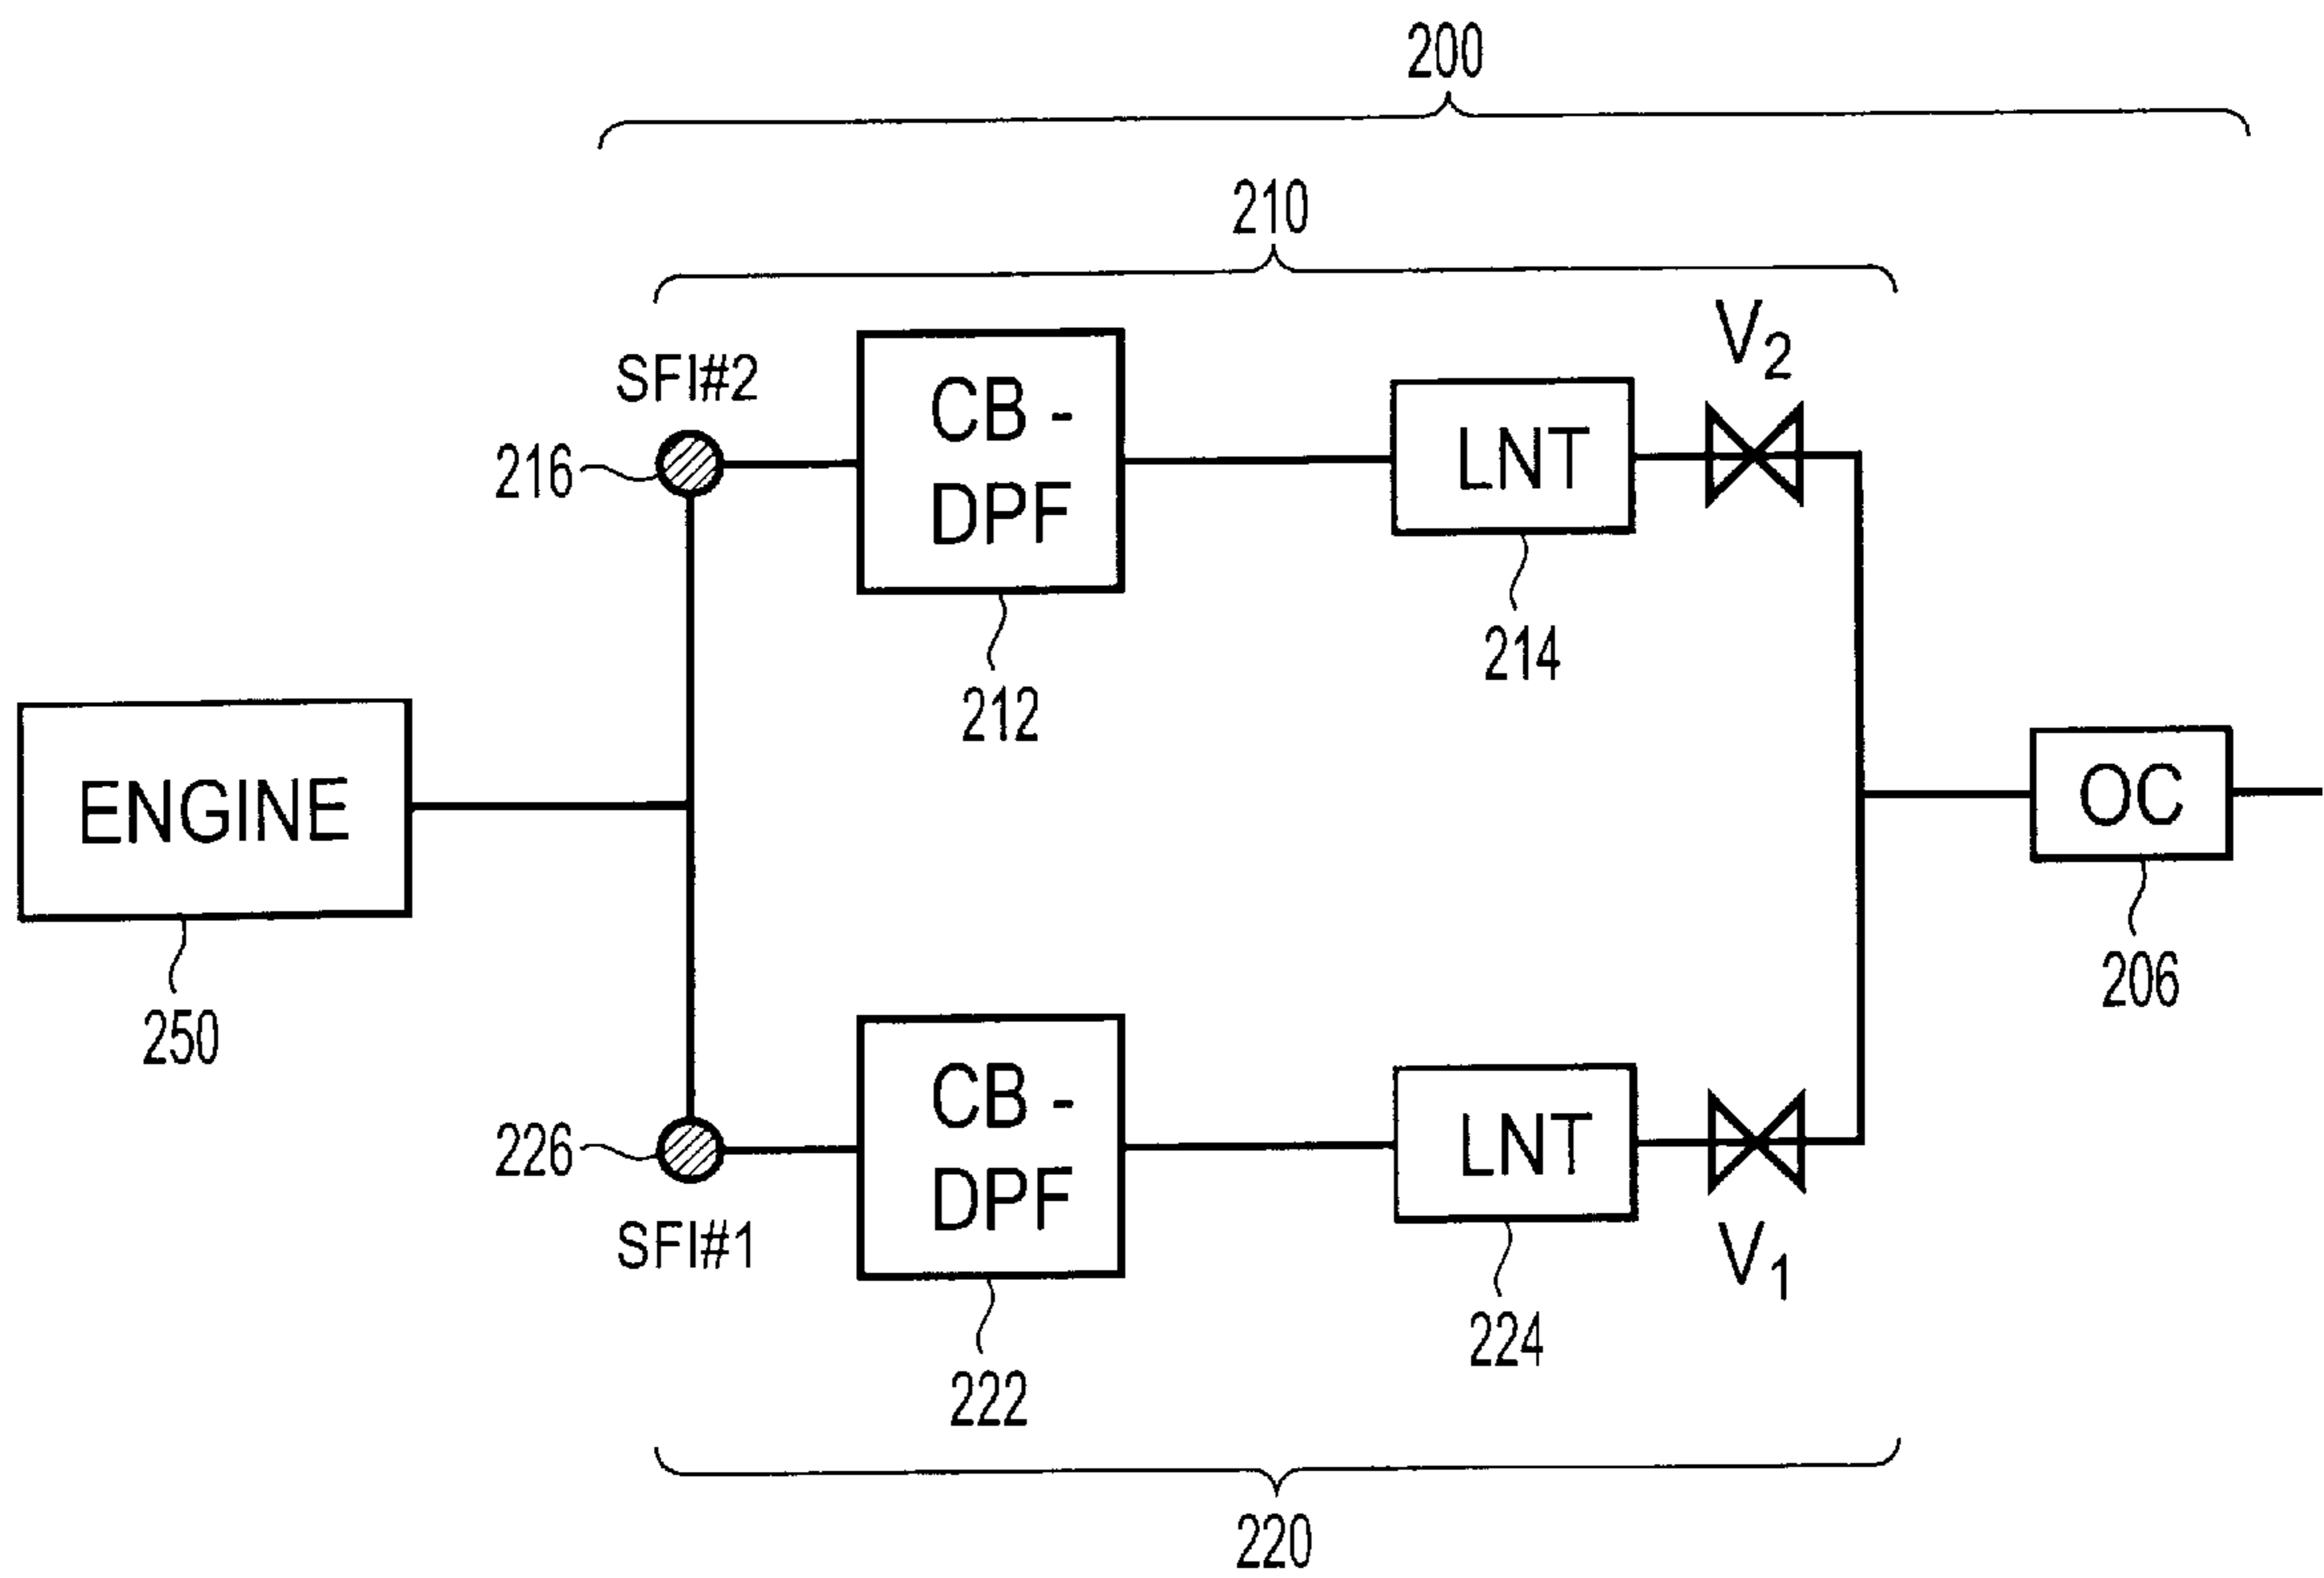 200
210
V2
SFI#2
CB -
DPF
LNT
216
214
212
ENGINE
OC
206
250
CB -
DPF
LNT
226
SFI#1
V1
224
222
220